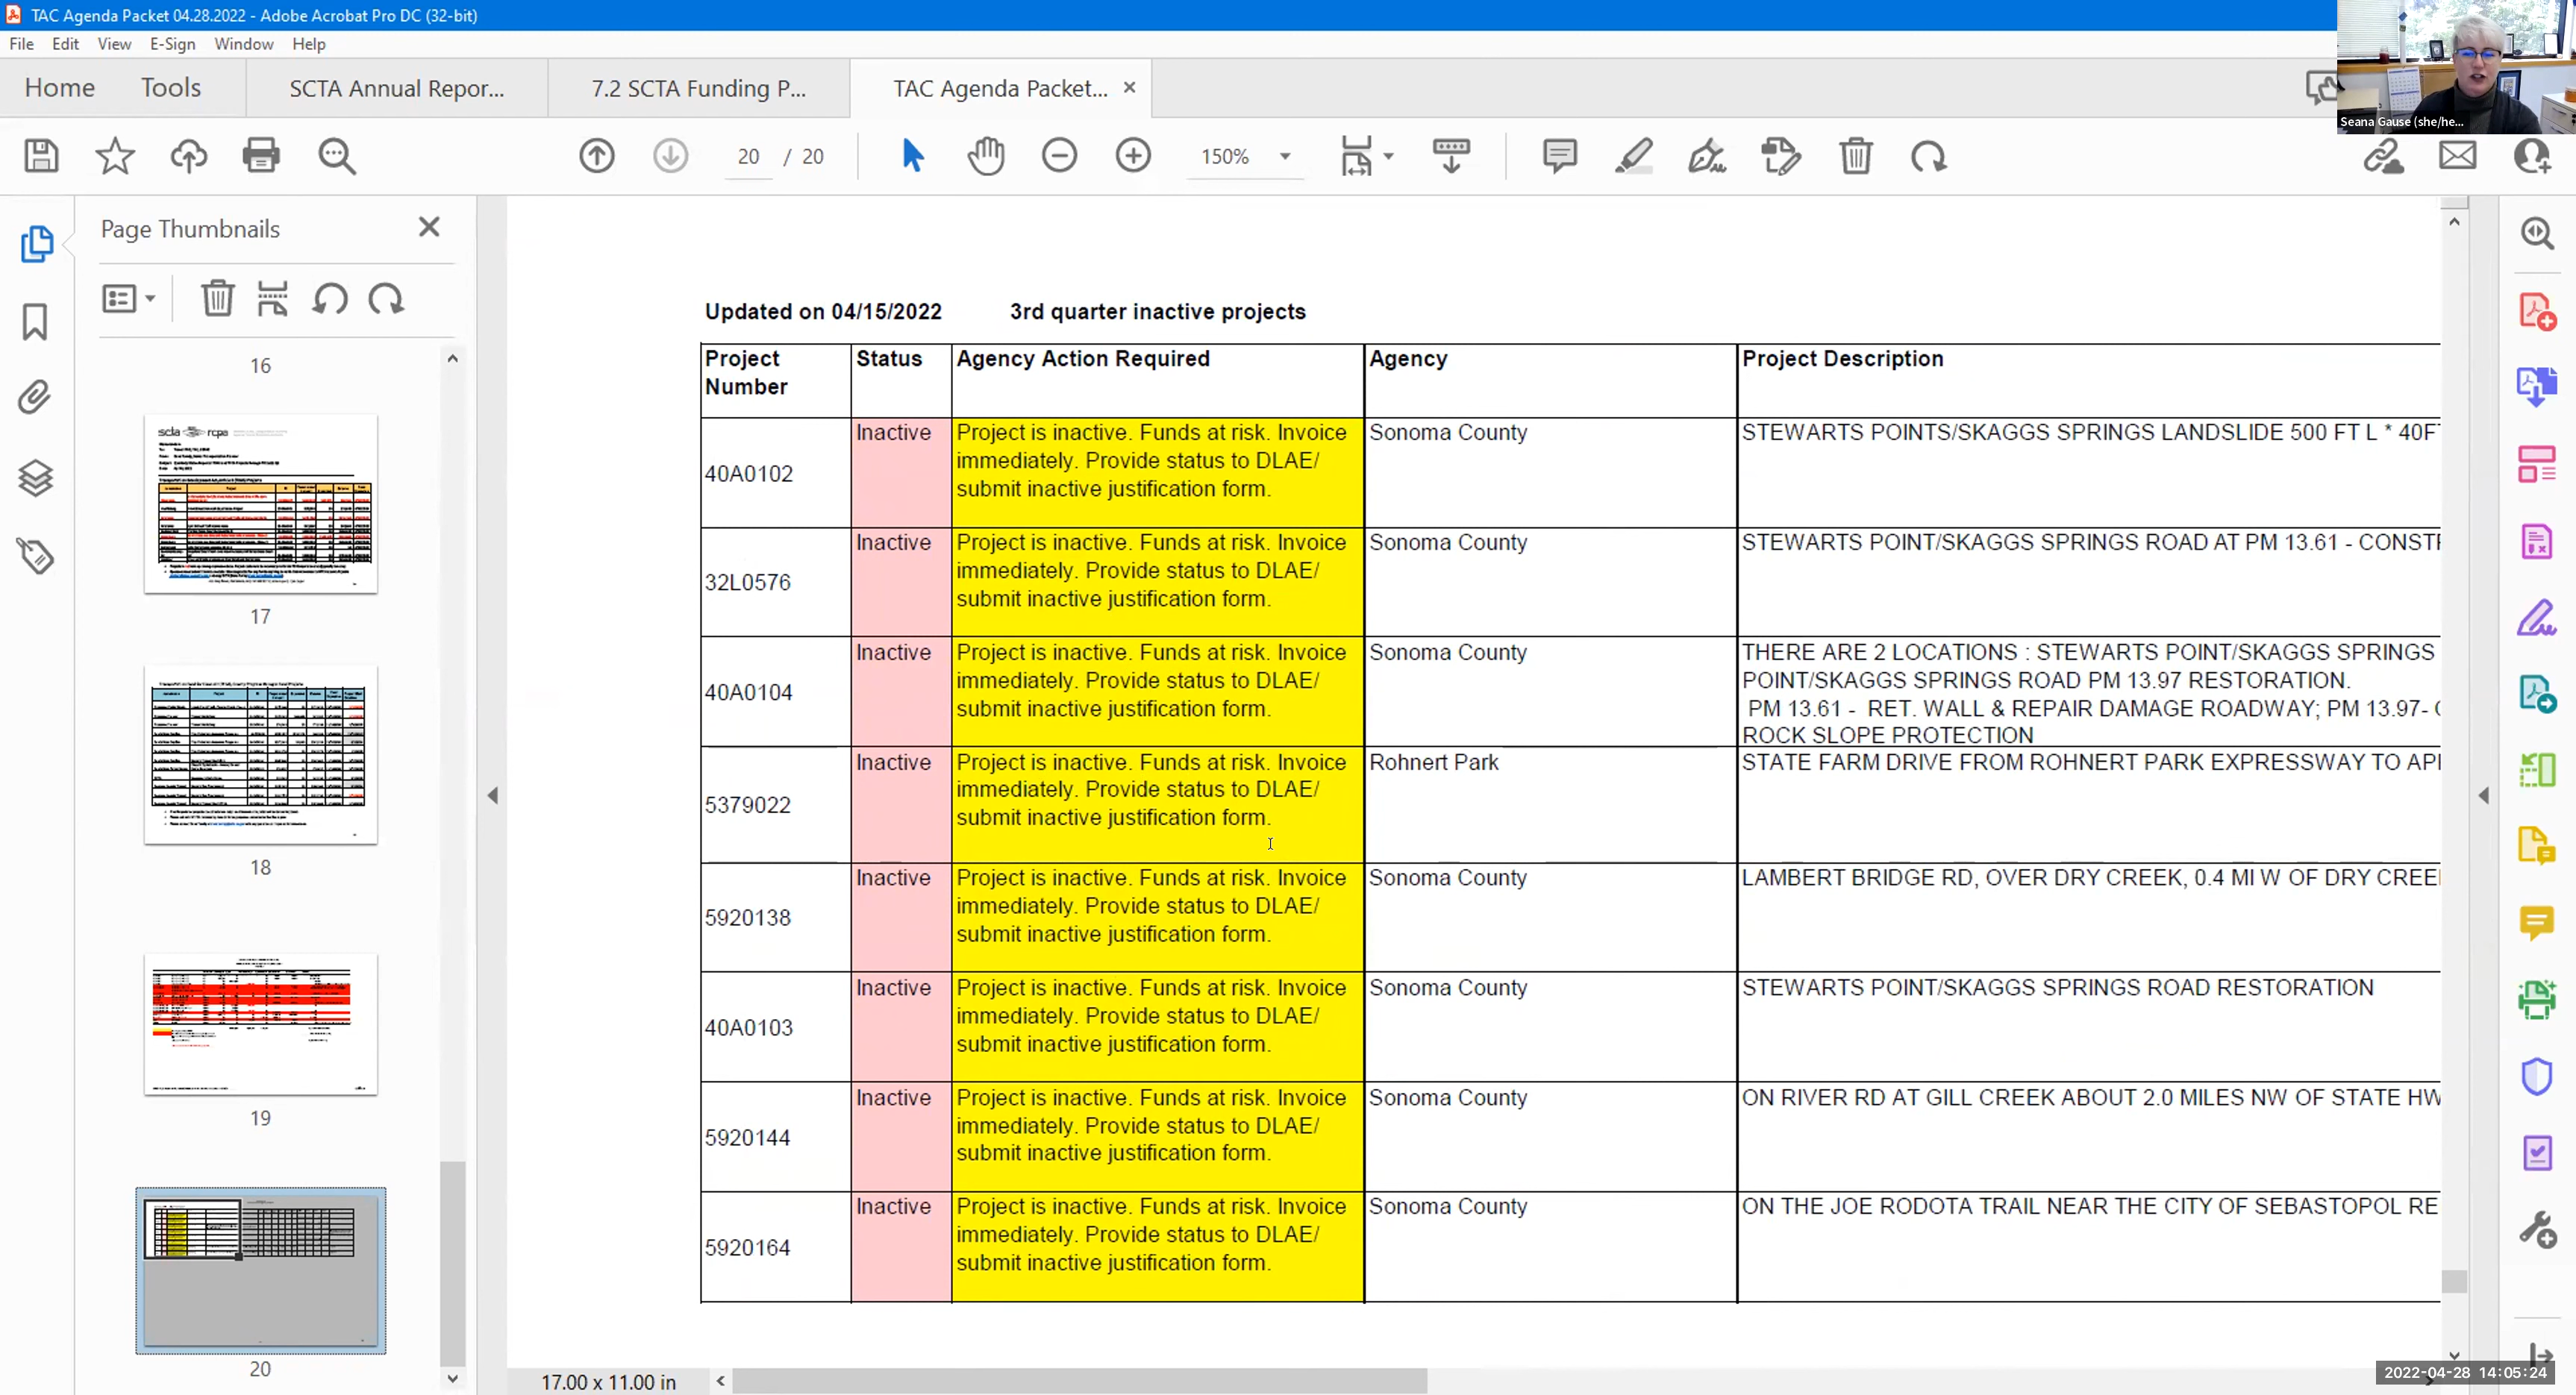 TAC Agenda Packet 04.28.2022 - Adobe Acrobat Pro DC (32-bit)
File Edit View E-Sign Window Help
Home Tools SCTA Annual Repor... 7.2 SCTA Funding P... TAC Agenda Packet... ×
Seana Gause (she/he...
20 / 20 150%
Page Thumbnails
16
scta rcpa
17
18
19
20
Updated on 04/15/2022 3rd quarter inactive projects
Project Number Status Agency Action Required Agency Project Description
40A0102 Inactive Project is inactive. Funds at risk. Invoice Sonoma County STEWARTS POINTS/SKAGGS SPRINGS LANDSLIDE 500 FT L * 40FT
immediately. Provide status to DLAE/
submit inactive justification form.
32L0576 Inactive Project is inactive. Funds at risk. Invoice Sonoma County STEWARTS POINT/SKAGGS SPRINGS ROAD AT PM 13.61 - CONSTR
immediately. Provide status to DLAE/
submit inactive justification form.
40A0104 Inactive Project is inactive. Funds at risk. Invoice Sonoma County THERE ARE 2 LOCATIONS : STEWARTS POINT/SKAGGS SPRINGS
immediately. Provide status to DLAE/ POINT/SKAGGS SPRINGS ROAD PM 13.97 RESTORATION.
submit inactive justification form. PM 13.61 - RET. WALL & REPAIR DAMAGE ROADWAY; PM 13.97-
ROCK SLOPE PROTECTION
5379022 Inactive Project is inactive. Funds at risk. Invoice Rohnert Park STATE FARM DRIVE FROM ROHNERT PARK EXPRESSWAY TO
immediately. Provide status to DLAE/
submit inactive justification form.
5920138 Inactive Project is inactive. Funds at risk. Invoice Sonoma County LAMBERT BRIDGE RD, OVER DRY CREEK, 0.4 MI W OF DRY CREE
immediately. Provide status to DLAE/
submit inactive justification form.
40A0103 Inactive Project is inactive. Funds at risk. Invoice Sonoma County STEWARTS POINT/SKAGGS SPRINGS ROAD RESTORATION
immediately. Provide status to DLAE/
submit inactive justification form.
5920144 Inactive Project is inactive. Funds at risk. Invoice Sonoma County ON RIVER RD AT GILL CREEK ABOUT 2.0 MILES NW OF STATE HW
immediately. Provide status to DLAE/
submit inactive justification form.
5920164 Inactive Project is inactive. Funds at risk. Invoice Sonoma County ON THE JOE RODOTA TRAIL NEAR THE CITY OF SEBASTOPOL RE
immediately. Provide status to DLAE/
submit inactive justification form.
17.00 x 11.00 in
2022-04-28 14:05:24